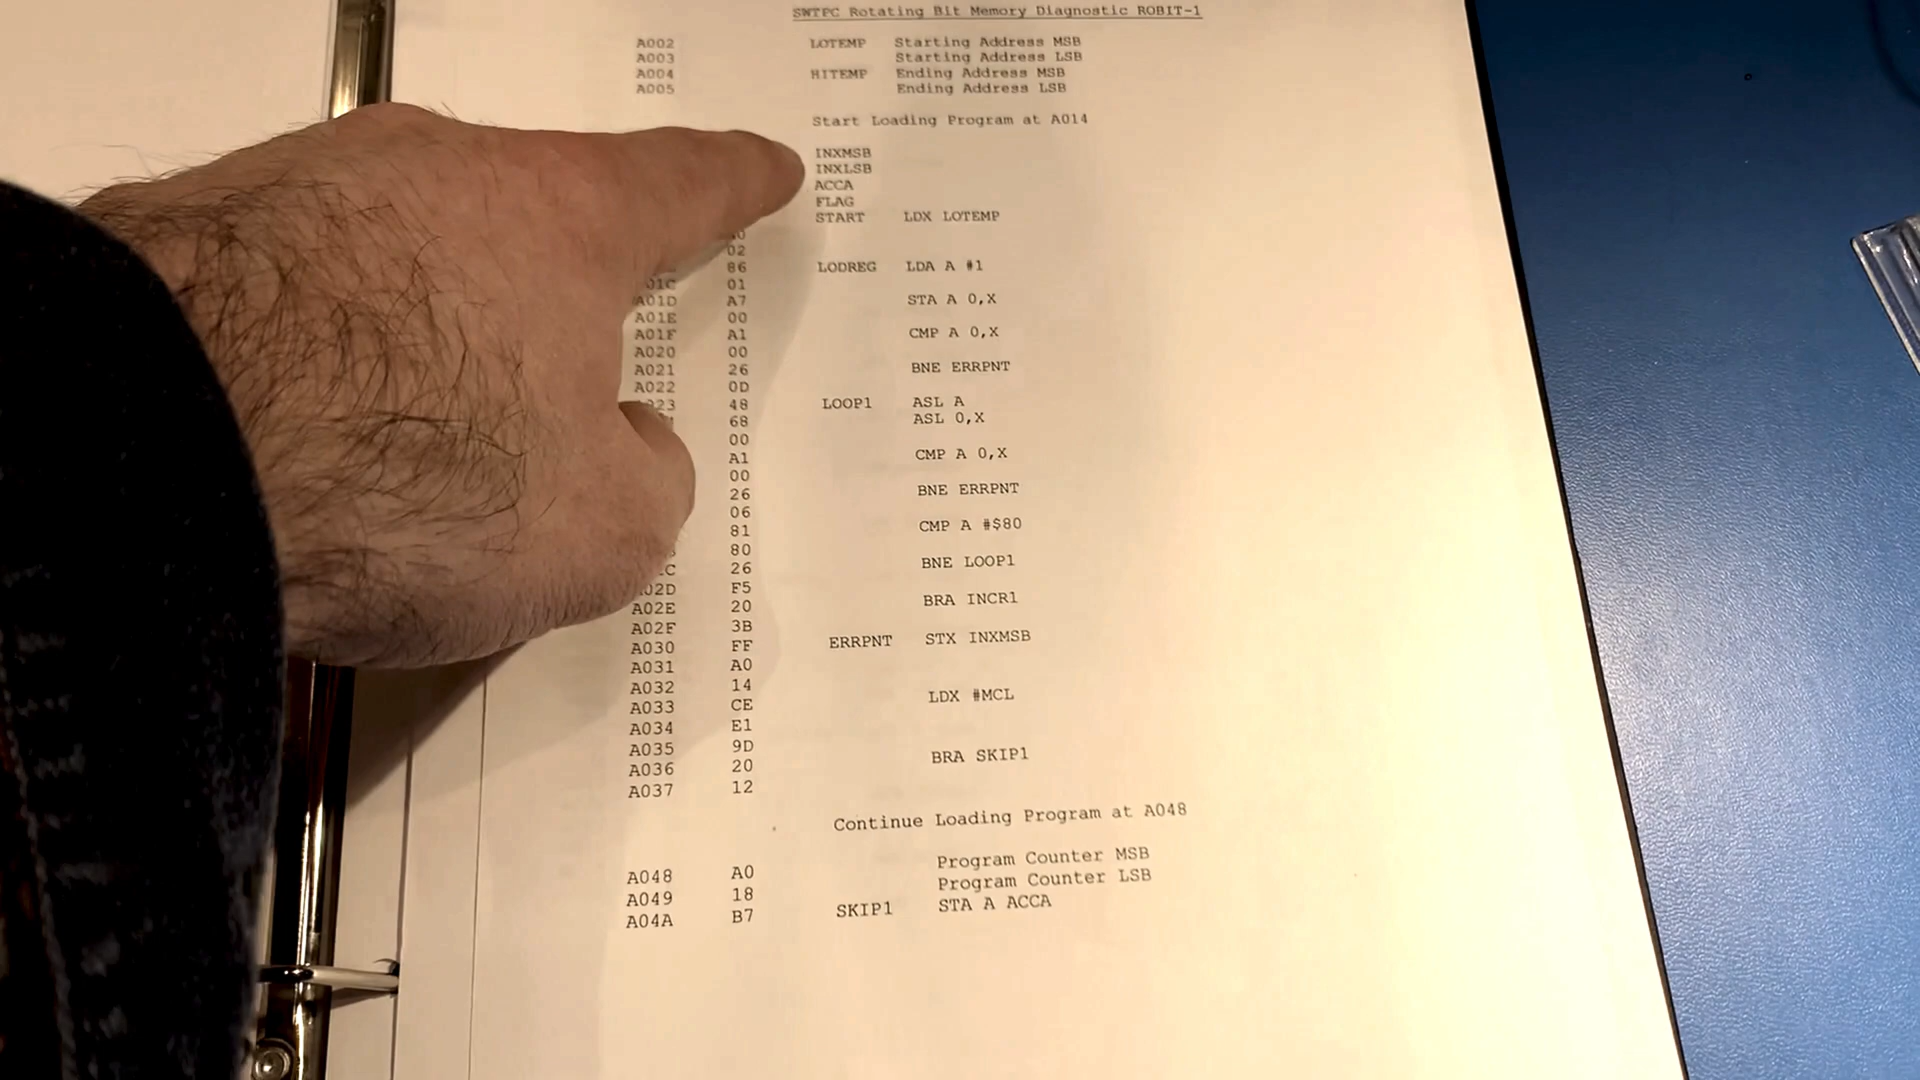 SWTPC Rotating Bit Memory Diagnostic ROBIT-1
A002 LOTEMP Starting Address MSB
A003 Starting Address LSB
A004 HITEMP Ending Address MSB
A005 Ending Address LSB
Start Loading Program at A014
INXMSB
INXLSB
ACCA
FLAG
START LDX LOTEMP
A0
02
86 LODREG LDA A #1
A01C 01
A01D A7 STA A 0,X
A01E 00
A01F A1 CMP A 0,X
A020 00
A021 26 BNE ERRPNT
A022 0D
A023 48 LOOP1 ASL A
68 ASL 0,X
00
A1 CMP A 0,X
00
26 BNE ERRPNT
06
81 CMP A #$80
80
C 26 BNE LOOP1
A02D F5
A02E 20 BRA INCR1
A02F 3B
A030 FF ERRPNT STX INXMSB
A031 A0
A032 14
A033 CE LDX #MCL
A034 E1
A035 9D
A036 20 BRA SKIP1
A037 12
Continue Loading Program at A048
A048 A0 Program Counter MSB
A049 18 Program Counter LSB
A04A B7 SKIP1 STA A ACCA